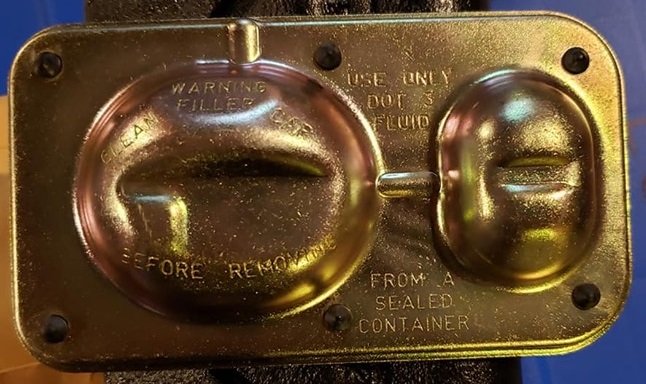 WARNING
CLEAN FILLER CAP
BEFORE REMOVING
USE ONLY
DOT 3
FLUID
FROM A
SEALED
CONTAINER